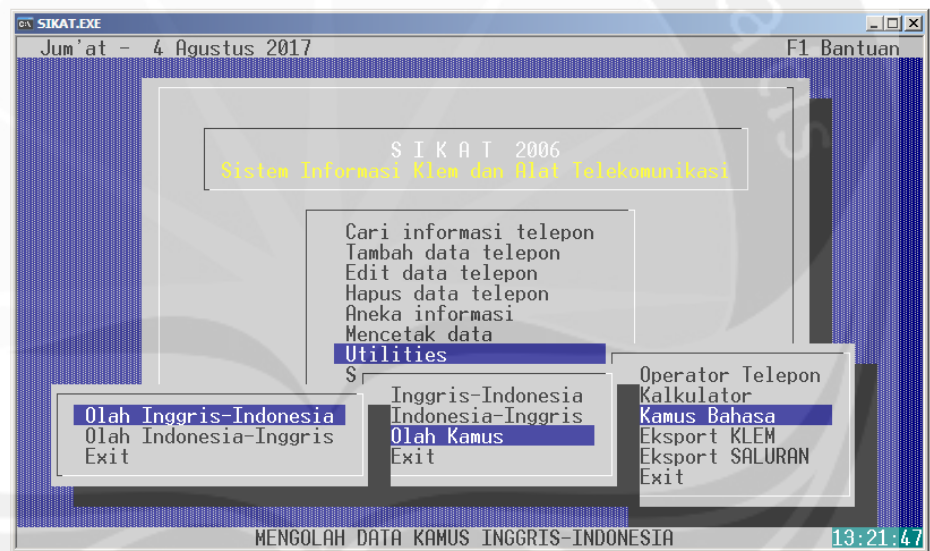 SIKAT.EXE
Jum'at - 4 Agustus 2017 F1 Bantuan
S I K A T 2006
Sistem Informasi Klem dan Alat Telekomunikasi
Cari informasi telepon
Tambah data telepon
Edit data telepon
Hapus data telepon
Aneka informasi
Mencetak data
Utilities
S
Operator Telepon
Kalkulator
Kamus Bahasa
Eksport KLEM
Eksport SALURAN
Exit
Inggris-Indonesia
Indonesia-Inggris
Olah Kamus
Exit
Olah Inggris-Indonesia
Olah Indonesia-Inggris
Exit
MENGOLAH DATA KAMUS INGGRIS-INDONESIA 13:21:47